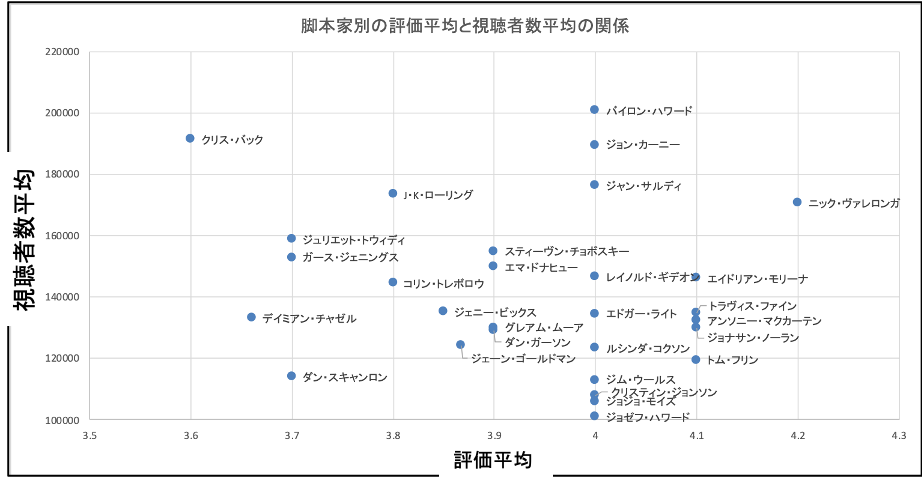 脚本家別の評価平均と視聴者数平均の関係
220000
200000
180000
160000
140000
120000
100000
視聴者数平均
バイロン・ハワード
クリス・バック
ジョン・カーニー
ジャン・サルディ
J・K・ローリング
ニック・ヴァレロンガ
ジュリエット・トウィディ
スティーヴン・チョボスキー
ガース・ジェニングス
エマ・ドナヒュー
レイノルド・ギデオン
エイドリアン・モリーナ
コリン・トレボロウ
トラヴィス・ファイン
ジェニー・ビックス
エドガー・ライト
デイミアン・チャゼル
アンソニー・マクカーテン
グレアム・ムーア
ジョナサン・ノーラン
ダン・ガーソン
ルシンダ・コクソン
ジェーン・ゴールドマン
トム・フリン
ダン・スキャンロン
ジム・ウールス
クリスティン・ジョンソン
ジョジョ・モイズ
ジョゼフ・ハワード
3.5
3.6
3.7
3.8
3.9
4
4.1
4.2
4.3
評価平均